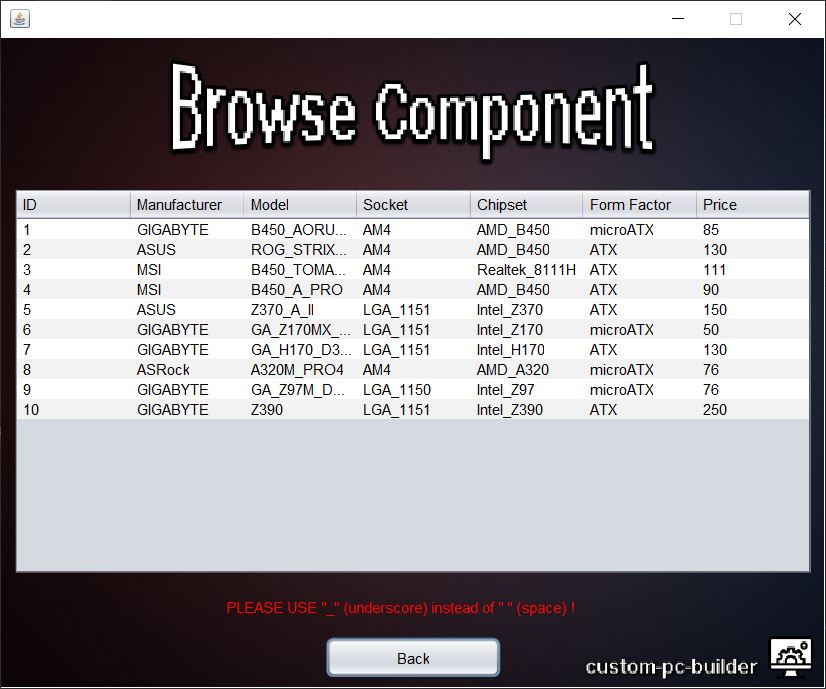 Browse Component
ID Manufacturer Model Socket Chipset Form Factor Price
1 GIGABYTE B450_AORU... AM4 AMD_B450 microATX 85
2 ASUS ROG_STRIX... AM4 AMD_B450 ATX 130
3 MSI B450_TOMA... AM4 Realtek_8111H ATX 111
4 MSI B450_A_PRO AM4 AMD_B450 ATX 90
5 ASUS Z370_A_II LGA_1151 Intel_Z370 ATX 150
6 GIGABYTE GA_Z170MX_... LGA_1151 Intel_Z170 microATX 50
7 GIGABYTE GA_H170_D3... LGA_1151 Intel_H170 ATX 130
8 ASRock A320M_PRO4 AM4 AMD_A320 microATX 76
9 GIGABYTE GA_Z97M_D... LGA_1150 Intel_Z97 microATX 76
10 GIGABYTE Z390 LGA_1151 Intel_Z390 ATX 250
PLEASE USE "_" (underscore) instead of " " (space) !
Back
custom-pc-builder